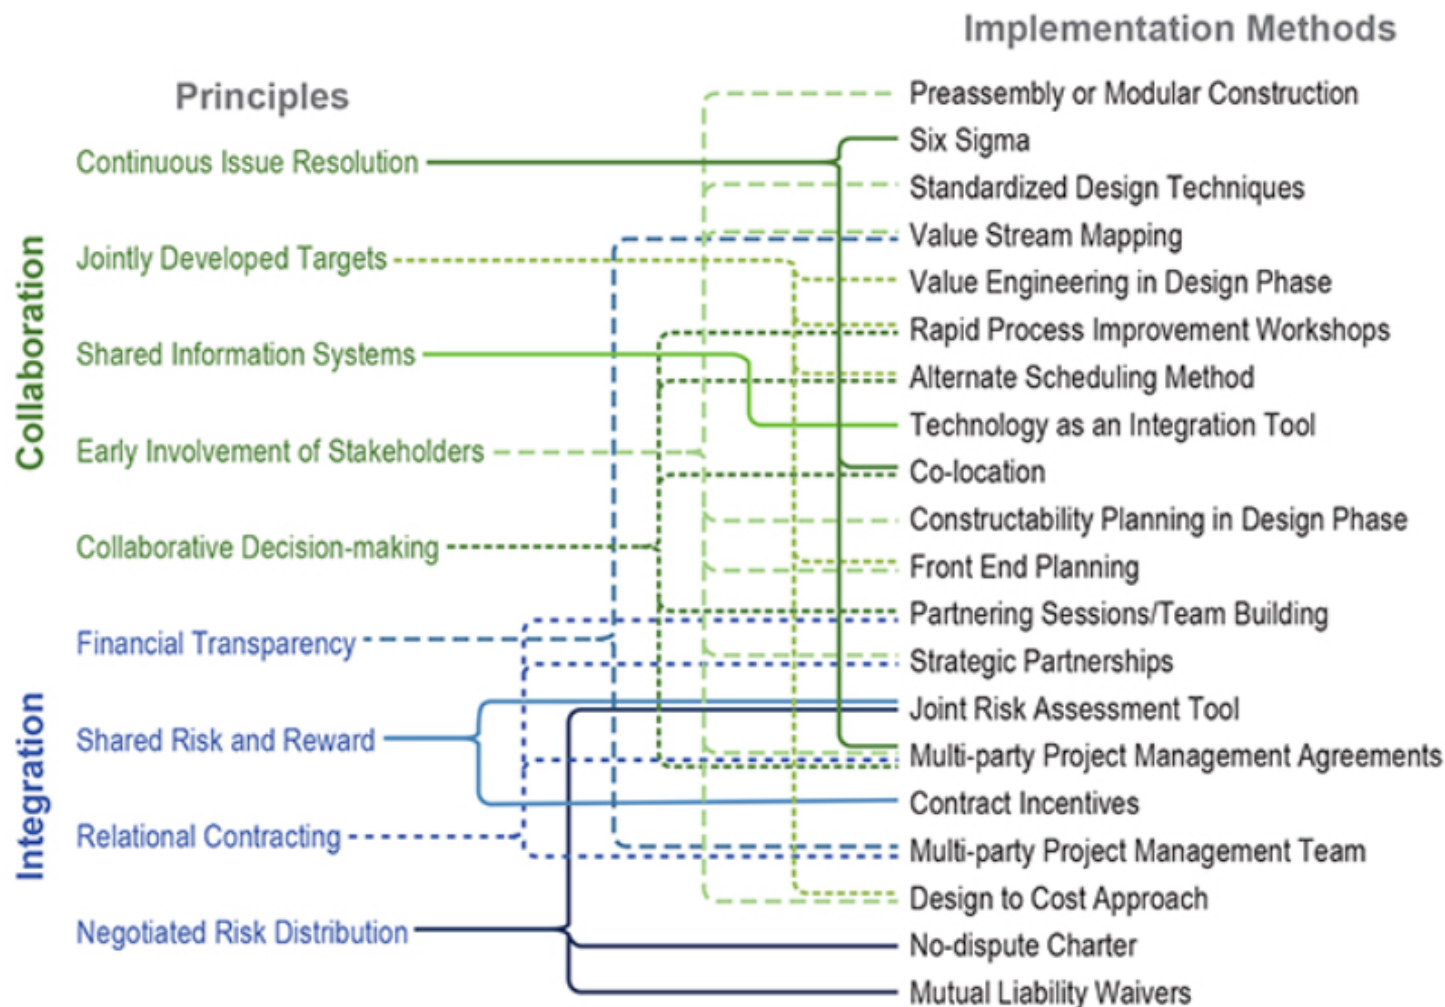 Implementation Methods
Principles
Collaboration
Continuous Issue Resolution
Jointly Developed Targets
Shared Information Systems
Early Involvement of Stakeholders
Collaborative Decision-making
Integration
Financial Transparency
Shared Risk and Reward
Relational Contracting
Negotiated Risk Distribution
Preassembly or Modular Construction
Six Sigma
Standardized Design Techniques
Value Stream Mapping
Value Engineering in Design Phase
Rapid Process Improvement Workshops
Alternate Scheduling Method
Technology as an Integration Tool
Co-location
Constructability Planning in Design Phase
Front End Planning
Partnering Sessions/Team Building
Strategic Partnerships
Joint Risk Assessment Tool
Multi-party Project Management Agreements
Contract Incentives
Multi-party Project Management Team
Design to Cost Approach
No-dispute Charter
Mutual Liability Waivers